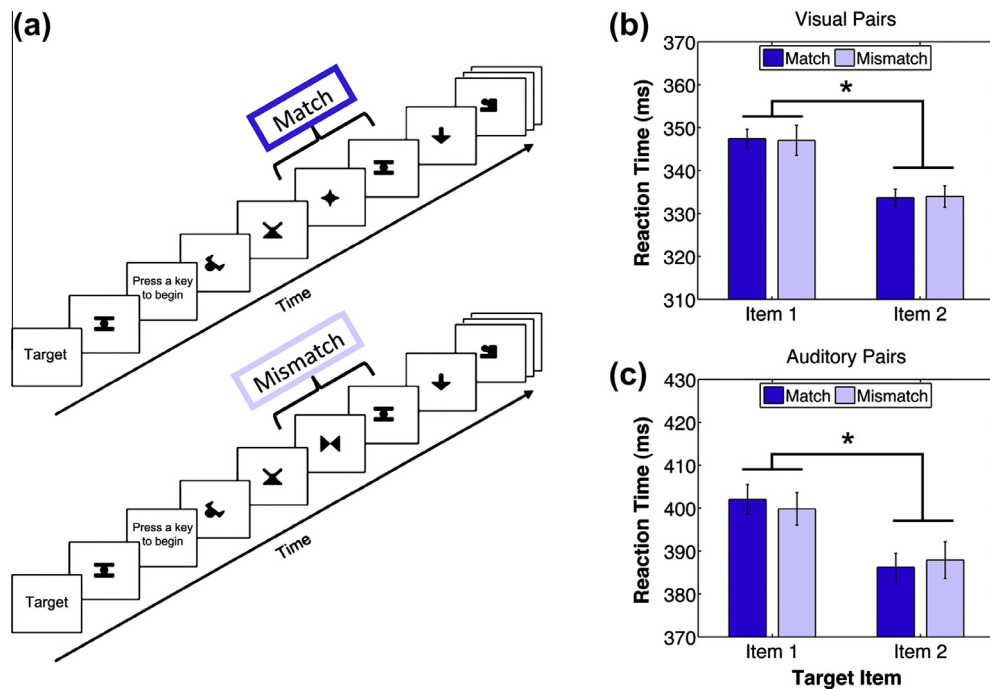 (a)
Match
Press a key
to begin
Time
Target
Mismatch
Press a key
to begin
Time
Target
(b)
Visual Pairs
Match Mismatch
*
Reaction Time (ms)
370
360
350
340
330
320
310
Item 1 Item 2
(c)
Auditory Pairs
Match Mismatch
*
Reaction Time (ms)
430
420
410
400
390
380
370
Item 1 Item 2
Target Item